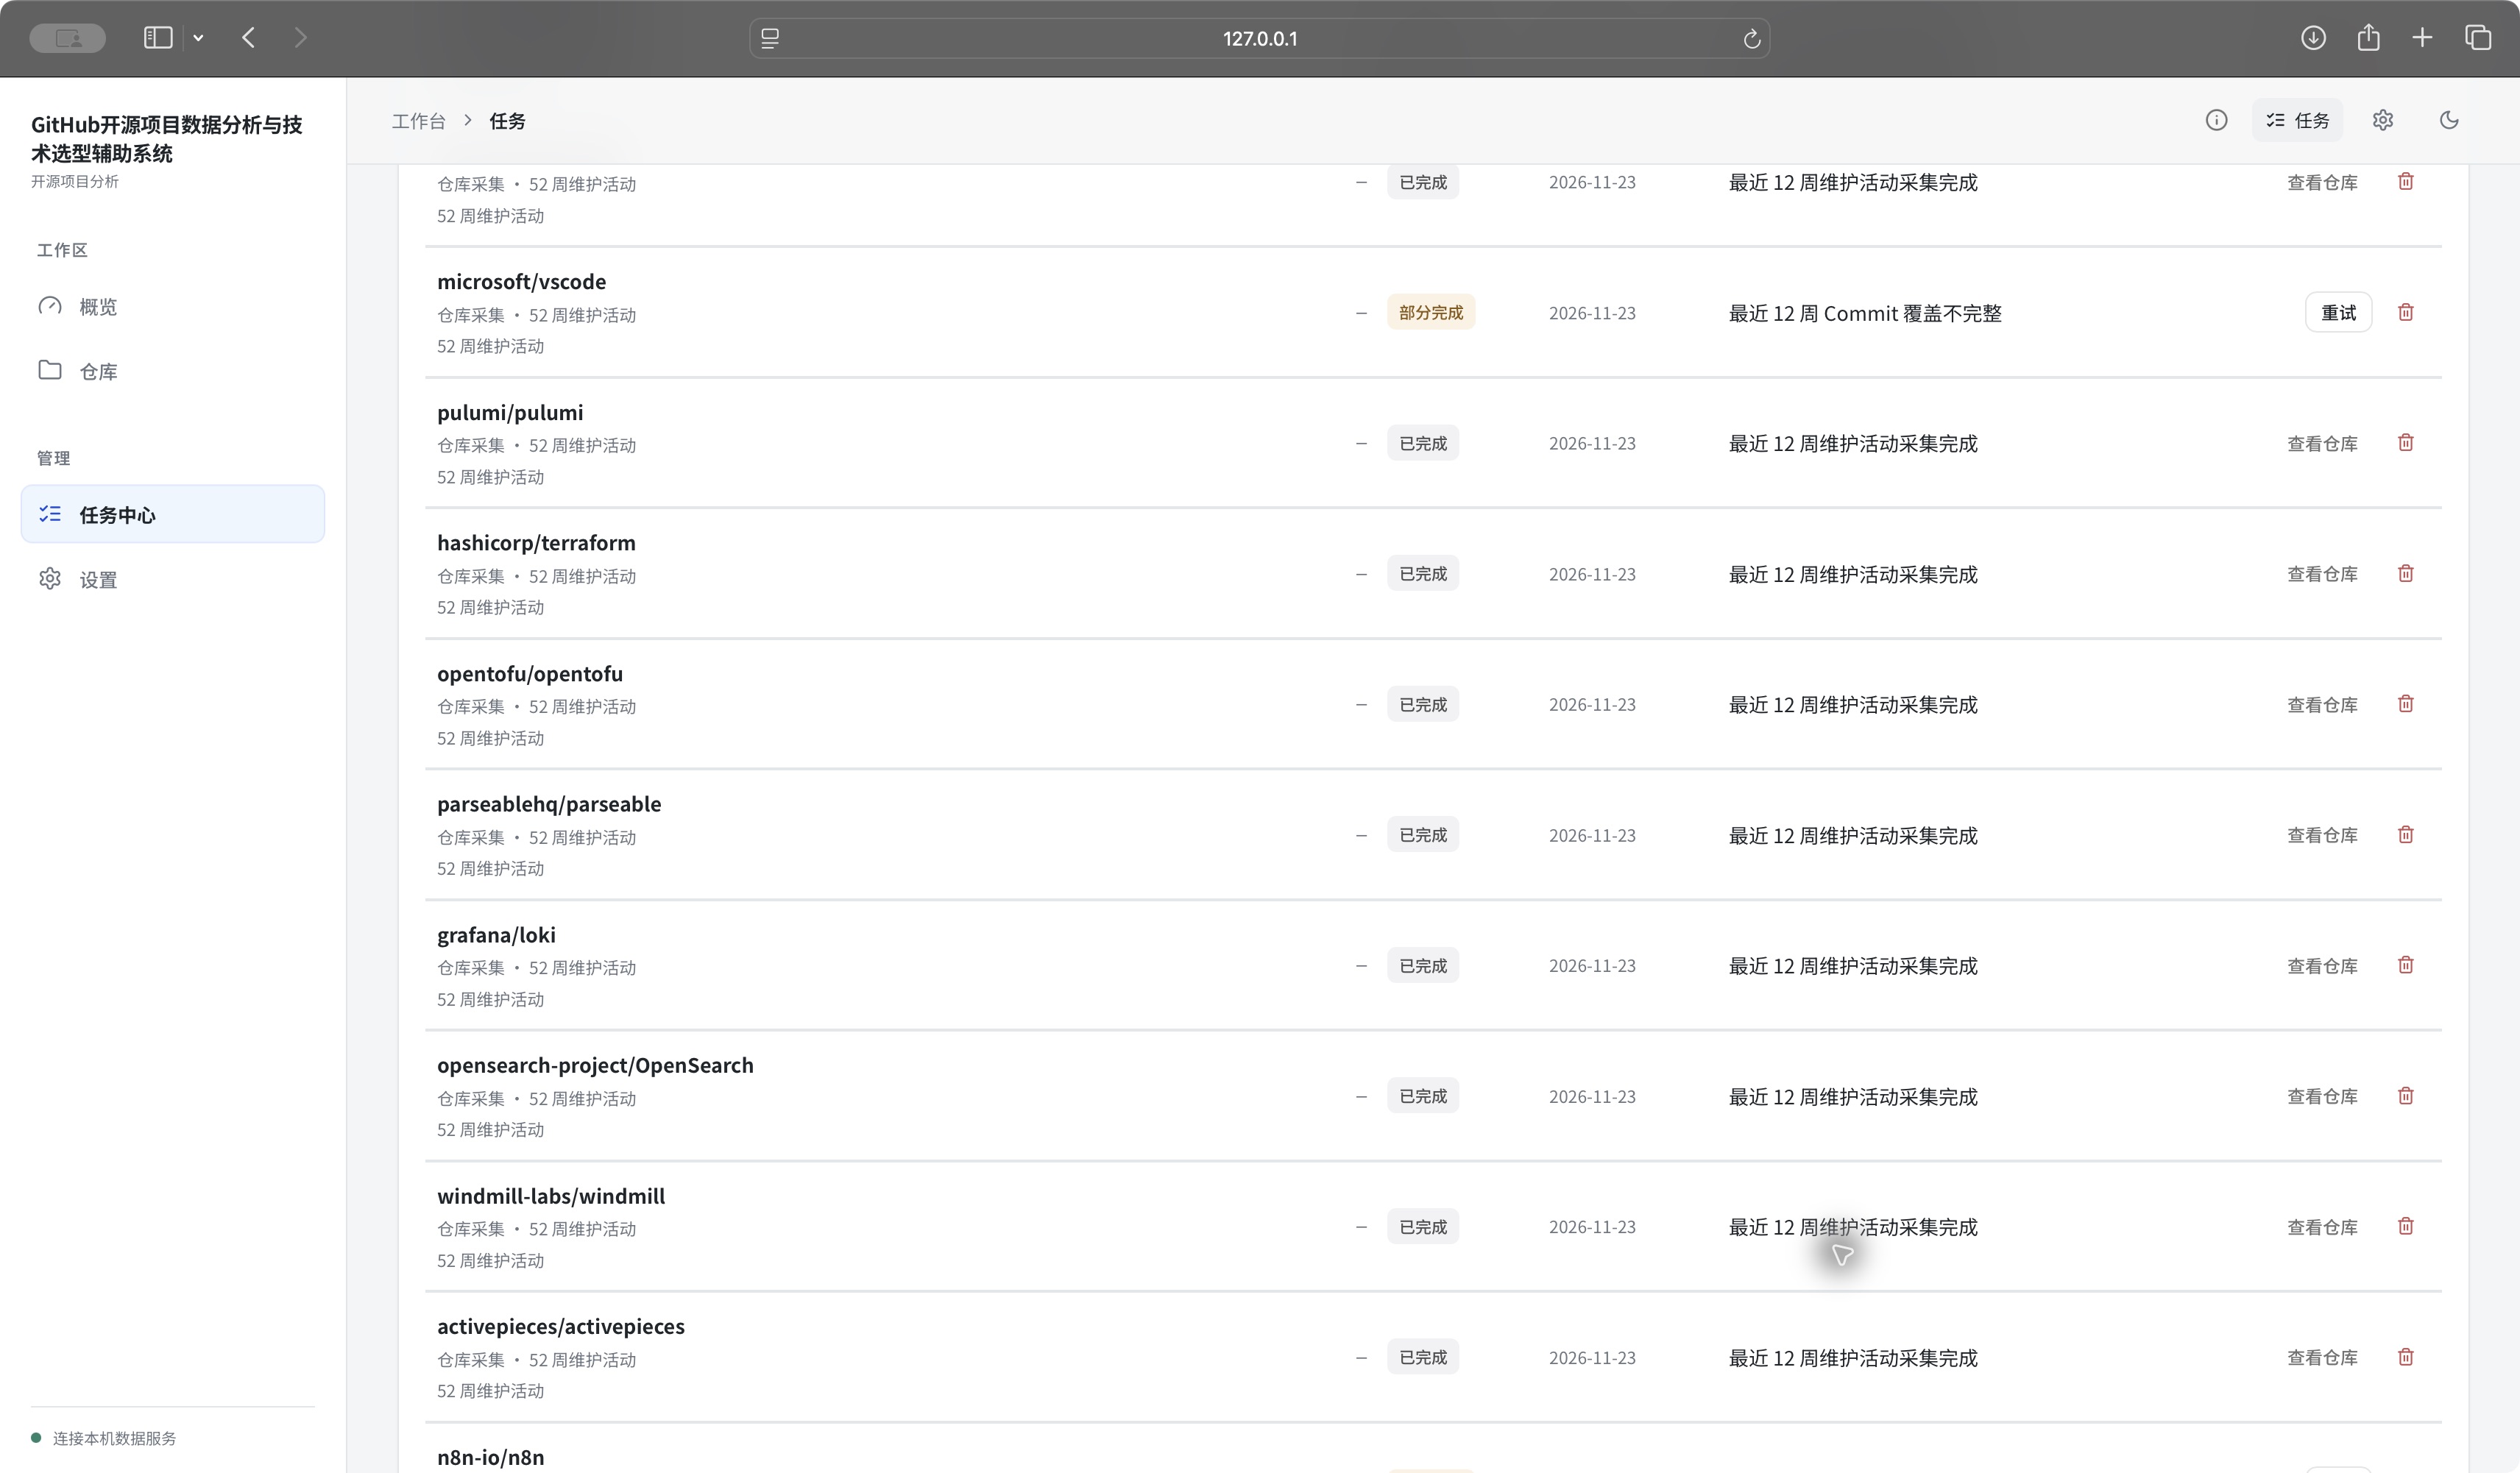 127.0.0.1
GitHub开源项目数据分析与技
术选型辅助系统
开源项目分析
工作区
概览
仓库
管理
任务中心
设置
连接本机数据服务
工作台 > 任务
任务
仓库采集 · 52 周维护活动
52 周维护活动
— 已完成 2026-11-23 最近 12 周维护活动采集完成 查看仓库
microsoft/vscode
仓库采集 · 52 周维护活动
52 周维护活动
— 部分完成 2026-11-23 最近 12 周 Commit 覆盖不完整 重试
pulumi/pulumi
仓库采集 · 52 周维护活动
52 周维护活动
— 已完成 2026-11-23 最近 12 周维护活动采集完成 查看仓库
hashicorp/terraform
仓库采集 · 52 周维护活动
52 周维护活动
— 已完成 2026-11-23 最近 12 周维护活动采集完成 查看仓库
opentofu/opentofu
仓库采集 · 52 周维护活动
52 周维护活动
— 已完成 2026-11-23 最近 12 周维护活动采集完成 查看仓库
parseablehq/parseable
仓库采集 · 52 周维护活动
52 周维护活动
— 已完成 2026-11-23 最近 12 周维护活动采集完成 查看仓库
grafana/loki
仓库采集 · 52 周维护活动
52 周维护活动
— 已完成 2026-11-23 最近 12 周维护活动采集完成 查看仓库
opensearch-project/OpenSearch
仓库采集 · 52 周维护活动
52 周维护活动
— 已完成 2026-11-23 最近 12 周维护活动采集完成 查看仓库
windmill-labs/windmill
仓库采集 · 52 周维护活动
52 周维护活动
— 已完成 2026-11-23 最近 12 周维护活动采集完成 查看仓库
activepieces/activepieces
仓库采集 · 52 周维护活动
52 周维护活动
— 已完成 2026-11-23 最近 12 周维护活动采集完成 查看仓库
n8n-io/n8n